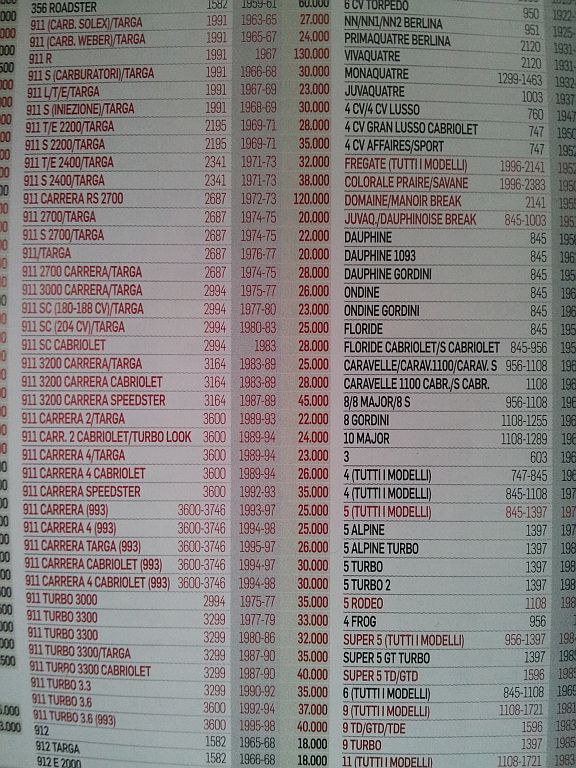 356 ROADSTER 1582 1959-61 60.000
911 (CARB. SOLEX)/TARGA 1991 1963-65 27.000
911 (CARB. WEBER)/TARGA 1991 1965-67 24.000
911 R 1991 1967 130.000
911 S (CARBURATORI)/TARGA 1991 1966-68 30.000
911 L/T/E/TARGA 1991 1967-69 23.000
911 S (INIEZIONE)/TARGA 1991 1968-69 30.000
911 T/E 2200/TARGA 2195 1969-71 28.000
911 S 2200/TARGA 2195 1969-71 35.000
911 T/E 2400/TARGA 2341 1971-73 32.000
911 S 2400/TARGA 2341 1971-73 38.000
911 CARRERA RS 2700 2687 1972-73 120.000
911 2700/TARGA 2687 1974-75 20.000
911 S 2700/TARGA 2687 1974-75 22.000
911/TARGA 2687 1976-77 20.000
911 2700 CARRERA/TARGA 2687 1974-75 28.000
911 3000 CARRERA/TARGA 2994 1975-77 26.000
911 SC (180-188 CV)/TARGA 2994 1977-80 23.000
911 SC (204 CV)/TARGA 2994 1980-83 25.000
911 SC CABRIOLET 2994 1983 28.000
911 3200 CARRERA/TARGA 3164 1983-89 25.000
911 3200 CARRERA CABRIOLET 3164 1983-89 28.000
911 3200 CARRERA SPEEDSTER 3164 1987-89 45.000
911 CARRERA 2/TARGA 3600 1989-93 22.000
911 CARR. 2 CABRIOLET/TURBO LOOK 3600 1989-94 24.000
911 CARRERA 4/TARGA 3600 1989-94 23.000
911 CARRERA 4 CABRIOLET 3600 1989-94 26.000
911 CARRERA SPEEDSTER 3600 1992-93 35.000
911 CARRERA (993) 3600-3746 1993-97 25.000
911 CARRERA 4 (993) 3600-3746 1994-98 25.000
911 CARRERA TARGA (993) 3600-3746 1995-97 26.000
911 CARRERA CABRIOLET (993) 3600-3746 1994-97 30.000
911 CARRERA 4 CABRIOLET (993) 3600-3746 1994-98 30.000
911 TURBO 3000 2994 1975-77 35.000
911 TURBO 3300 3299 1977-79 33.000
911 TURBO 3300 3299 1980-86 32.000
911 TURBO 3300/TARGA 3299 1987-90 35.000
911 TURBO 3300 CABRIOLET 3299 1987-90 40.000
911 TURBO 3.3 3299 1990-92 35.000
911 TURBO 3.6 3600 1992-94 37.000
911 TURBO 3.6 (993) 3600 1995-98 40.000
912 1582 1965-68 18.000
912 TARGA 1582 1966-68 18.000
912 E 2000
6 CV TORPEDO 950
NN/NN1/NN2 BERLINA 951
PRIMAQUATRE BERLINA 2120
VIVAQUATRE 2120
MONAQUATRE 1299-1463
JUVAQUATRE 1003
4 CV/4 CV LUSSO 760
4 CV GRAN LUSSO CABRIOLET 747
4 CV AFFAIRES/SPORT 747
FREGATE (TUTTI I MODELLI) 1996-2141
COLORALE PRAIRE/SAVANE 1996-2383
DOMAINE/MANOIR BREAK 2141
JUVAQ./DAUPHINOISE BREAK 845-1003
DAUPHINE 845
DAUPHINE 1093 845
DAUPHINE GORDINI 845
ONDINE 845
ONDINE GORDINI 845
FLORIDE 845
FLORIDE CABRIOLET/S CABRIOLET 845-956
CARAVELLE/CARAV.1100/CARAV. S 956-1108
CARAVELLE 1100 CABR./S CABR. 1108
8/8 MAJOR/8 S 956-1108
8 GORDINI 1108-1255
10 MAJOR 1108-1289
3 603
4 (TUTTI I MODELLI) 747-845
4 (TUTTI I MODELLI) 845-1108
5 (TUTTI I MODELLI) 845-1397
5 ALPINE 1397
5 ALPINE TURBO 1397
5 TURBO 1397
5 TURBO 2 1397
5 RODEO 1108
4 FROG 956
SUPER 5 (TUTTI I MODELLI) 956-1397
SUPER 5 GT TURBO 1397
SUPER 5 TD/GTD 1596
6 (TUTTI I MODELLI) 845-1108
9 (TUTTI I MODELLI) 1108-1721
9 TD/GTD/TDE 1596
9 TURBO 1397
11 (TUTTI I MODELLI) 1108-1721